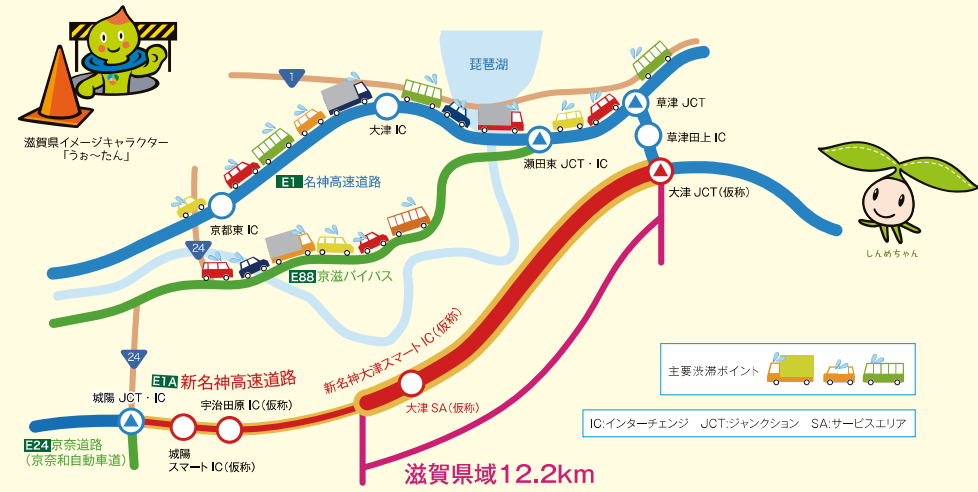 滋賀県イメージキャラクター
「うぉ～たん」
1
琵琶湖
草津 JCT
大津 IC
草津田上 IC
瀬田東 JCT・IC
大津 JCT(仮称)
E1 名神高速道路
京都東 IC
しんめちゃん
24
E88 京滋バイパス
新名神大津スマートIC(仮称)
24
主要渋滞ポイント
E1A 新名神高速道路
城陽 JCT・IC
宇治田原 IC(仮称)
大津 SA(仮称)
IC:インターチェンジ JCT:ジャンクション SA:サービスエリア
E24 京奈道路
(京奈和自動車道)
城陽
スマート IC(仮称)
滋賀県域12.2km